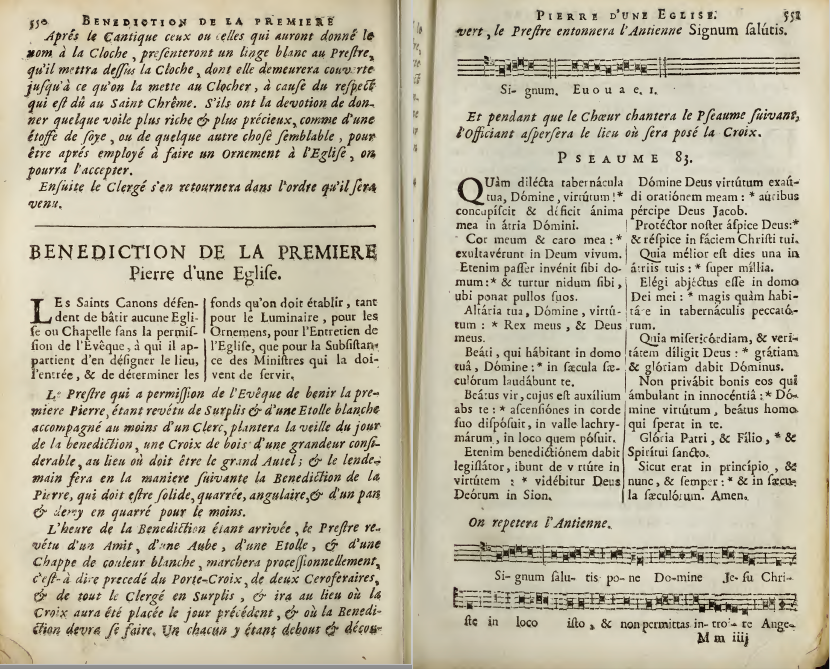 550 BENEDICTION DE LA PREMIERE
Aprés le Cantique ceux ou celles qui auront donné le
nom à la Cloche, presenteront un linge blanc au Prestre,
qu'il mettra dessus la Cloche, dont elle demeurera couverte
jusqu'à ce qu'on la mette au Clocher, à cause du respect
qui est dû au Saint Chrême. S'ils ont la devotion de don-
ner quelque voile plus riche & plus précieux, comme d'une
étoffe de soye, ou de quelque autre chose semblable, pour
être aprés employé à faire un Ornement à l'Eglise, on
pourra l'accepter.
Ensuite le Clergé s'en retournera dans l'ordre qu'il sera
venu.
BENEDICTION DE LA PREMIERE
Pierre d'une Eglise.
LEs Saints Canons défen-
dent de bâtir aucune Egli-
se ou Chapelle sans la permis-
sion de l'Evêque, à qui il ap-
partient d'en désigner le lieu,
l'entrée, & de déterminer les
fonds qu'on doit établir, tant
pour le Luminaire, pour les
Ornemens, pour l'Entretien de
l'Eglise, que pour la Subsistan-
ce des Ministres qui la doi-
vent de servir.
Le Prestre qui a permission de l'Evêque de benir la pre-
miere Pierre, étant revétu de Surplis & d'une Etolle blanche
accompagné au moins d'un Clerc, plantera la veille du jour
de la benediction, une Croix de bois d'une grandeur consi-
derable, au lieu où doit être le grand Autel; & le lende-
main fera en la maniere suivante la Benediction de la
Pierre, qui doit estre solide, quarrée, angulaire, & d'un pan
& demy en quarré pour le moins.
L'heure de la Benediction étant arrivée, le Prestre re-
vétu d'un Amit, d'une Aube, d'une Etolle, & d'une
Chappe de couleur blanche, marchera processionnellement,
c'est-à dire precedé du Porte-Croix, de deux Ceroferaires,
& de tout le Clergé en Surplis, & ira au lieu où la
Croix aura été placée le jour précédent, & où la Benedi-
ction devra se faire. Un chacun y étant debout & décou-
PIERRE D'UNE EGLISE. 551
vert, le Prestre entonnera l'Antienne Signum salútis.
Si- gnum. Euouae. 1.
Et pendant que le Chœur chantera le Pseaume suivant,
l'Officiant aspersera le lieu où sera posé la Croix.
PSEAUME 83.
QUàm dilécta tabernácula
tua, Dómine, virtútum! *
concupíscit & déficit ánima
mea in átria Dómini.
Cor meum & caro mea : *
exultavérunt in Deum vivum.
Etenim passer invénit sibi do-
mum : * & turtur nidum sibi,
ubi ponat pullos suos.
Altária tua, Dómine, virtú-
tum : * Rex meus, & Deus
meus.
Beáti, qui hábitant in domo
tuâ, Dómine : * in sæcula sæ-
culórum laudábunt te.
Beátus vir, cujus est auxílium
abs te : * ascensiónes in corde
suo dispósuit, in valle lachry-
márum, in loco quem pósuit.
Etenim benedictiónem dabit
legislátor, ibunt de virtúte in
virtútem : * vidébitur Deus
Deórum in Sion.
Dómine Deus virtútum exaú-
di oratiónem meam : * aúribus
pércipe Deus Jacob.
Protéctor noster áspice Deus : *
& réspice in fáciem Christi tui.
Quia mélior est dies una in
átriis tuis : * super míllia.
Elégi abjéctus esse in domo
Dei mei : * magis quàm habi-
táre in tabernáculis peccató-
rum.
Quia misericórdiam, & veri-
tátem díligit Deus : * grátiam
& glóriam dabit Dóminus.
Non privábit bonis eos qui
ámbulant in innocéntiâ : * Dó-
mine virtútum, beátus homo
qui sperat in te.
Glória Patri, & Fílio, * &
Spirítui sancto.
Sicut erat in princípio, &
nunc, & semper : * & in sæcu-
la sæculórum. Amen.
On repetera l'Antienne.
Si- gnum salu- tis po- ne Do- mine Je- su Chri-
ste in loco isto, & non permittas in- troi- re Ange-
M m iiij